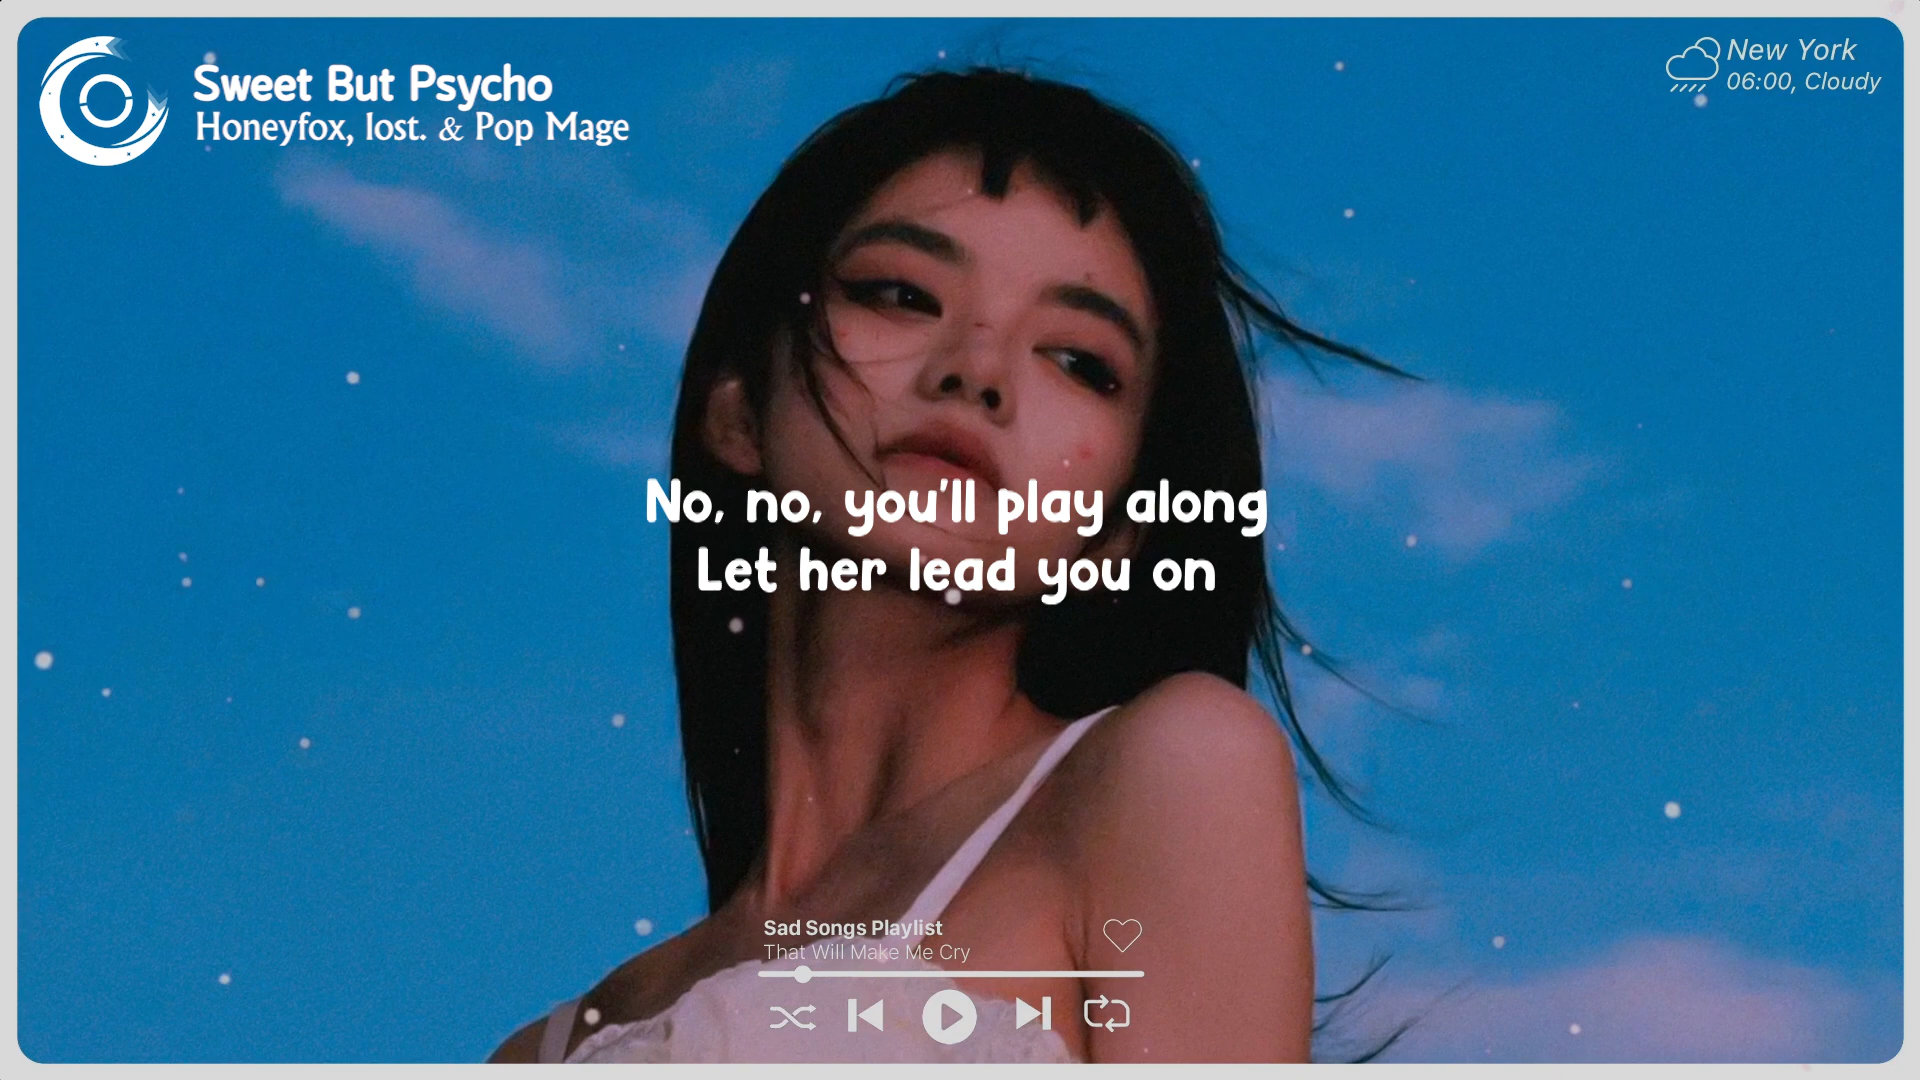 Sweet But Psycho
Honeyfox, lost. & Pop Mage
New York
06:00, Cloudy
No, no, you'll play along
Let her lead you on
Sad Songs Playlist
That Will Make Me Cry